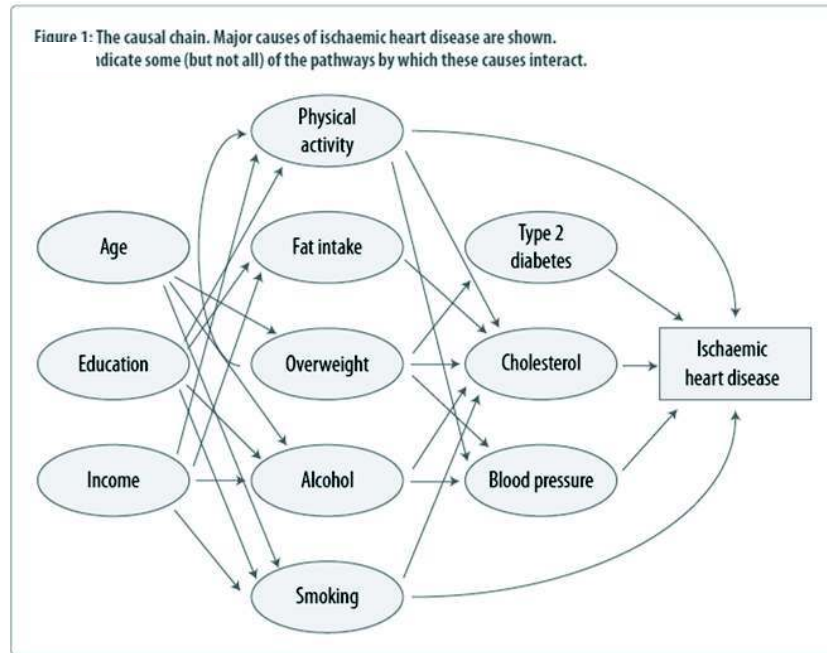 Figure 1: The causal chain. Major causes of ischaemic heart disease are shown.
indicate some (but not all) of the pathways by which these causes interact.
Physical
activity
Age
Fat intake
Type 2
diabetes
Education
Overweight
Cholesterol
Ischaemic
heart disease
Income
Alcohol
Blood pressure
Smoking